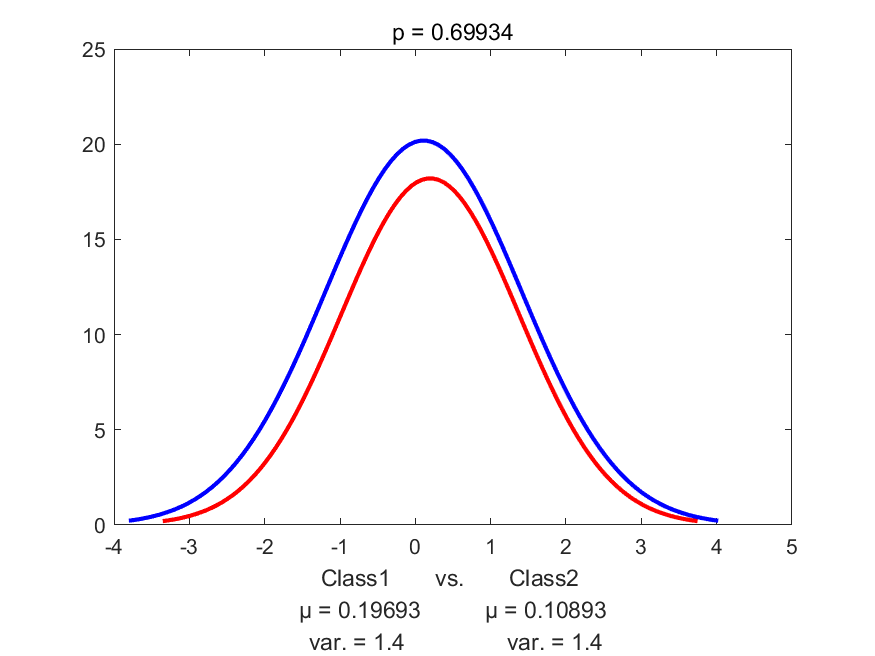 p = 0.69934
25
20
15
10
5
0
-4 -3 -2 -1 0 1 2 3 4 5
Class1 vs. Class2
μ = 0.19693 μ = 0.10893
var. = 1.4 var. = 1.4